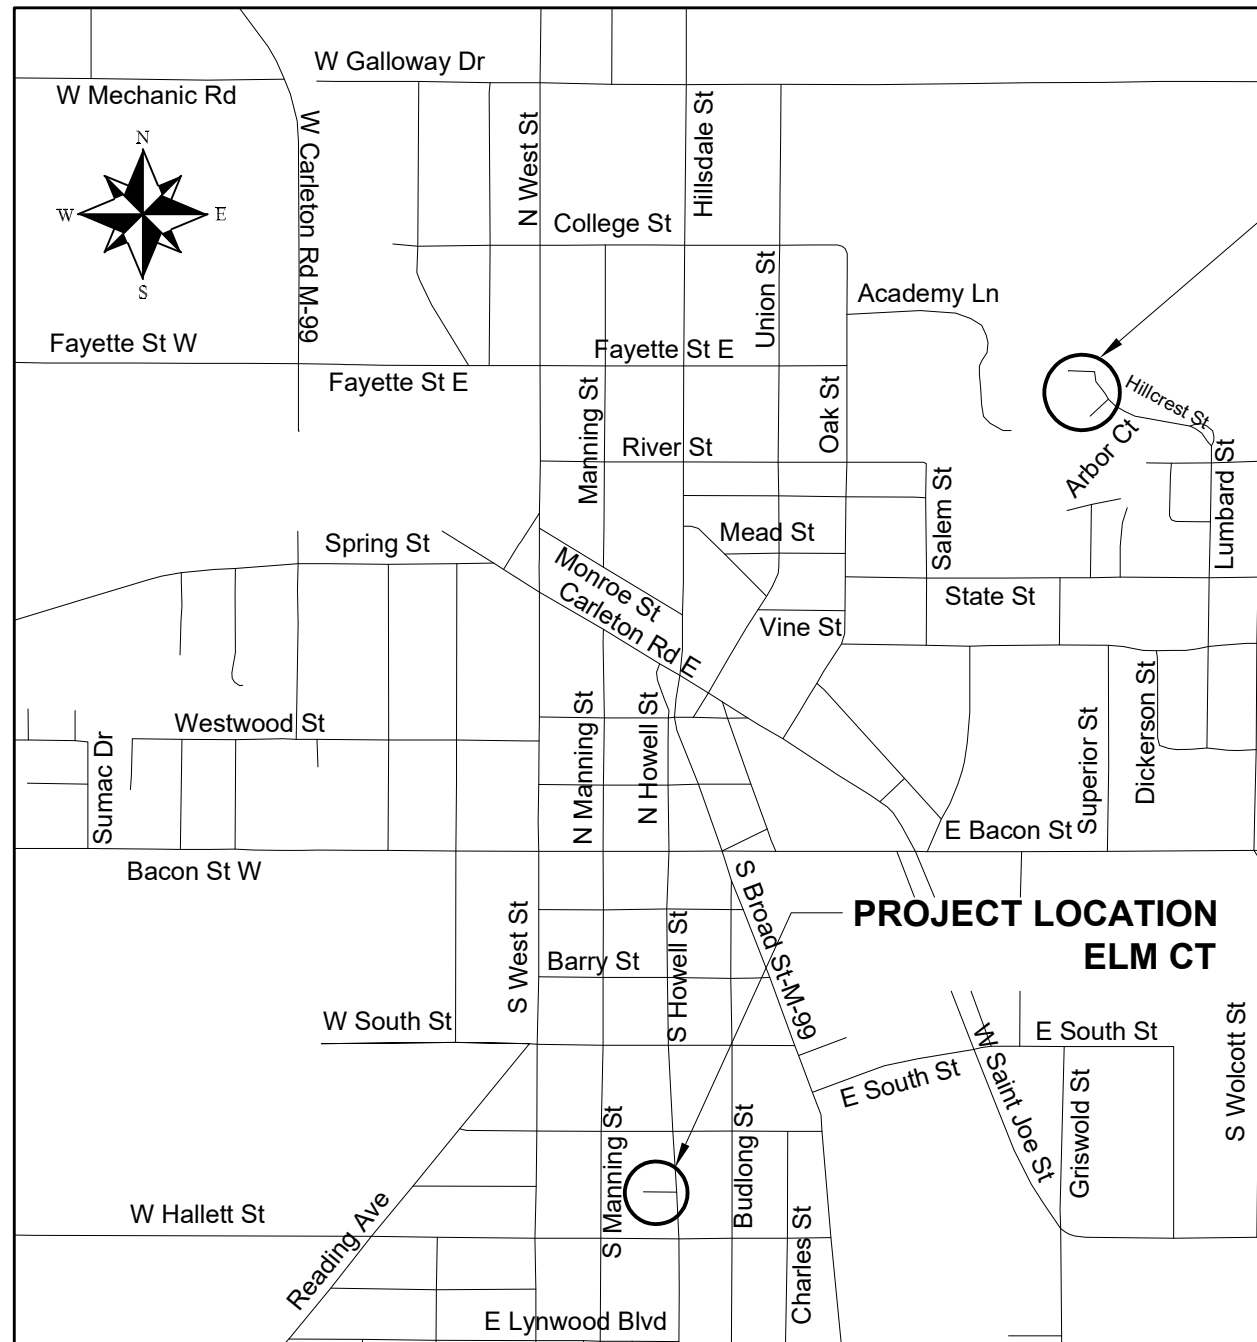 W Galloway Dr
W Mechanic Rd
N
W
E
S
W Carleton Rd M-99
N West St
Hillsdale St
College St
Union St
Academy Ln
Fayette St W
Fayette St E
Fayette St E
Manning St
Oak St
Hillcrest St
Arbor Ct
Lumbard St
River St
Salem St
Spring St
Mead St
Monroe St
Carleton Rd E
State St
Vine St
Westwood St
Sumac Dr
N Manning St
N Howell St
Superior St
Dickerson St
E Bacon St
Bacon St W
S Broad St-M-99
PROJECT LOCATION
ELM CT
S West St
Barry St
S Howell St
W South St
E South St
E South St
W Saint Joe St
Griswold St
S Wolcott St
S Manning St
Budlong St
Charles St
W Hallett St
Reading Ave
E Lynwood Blvd